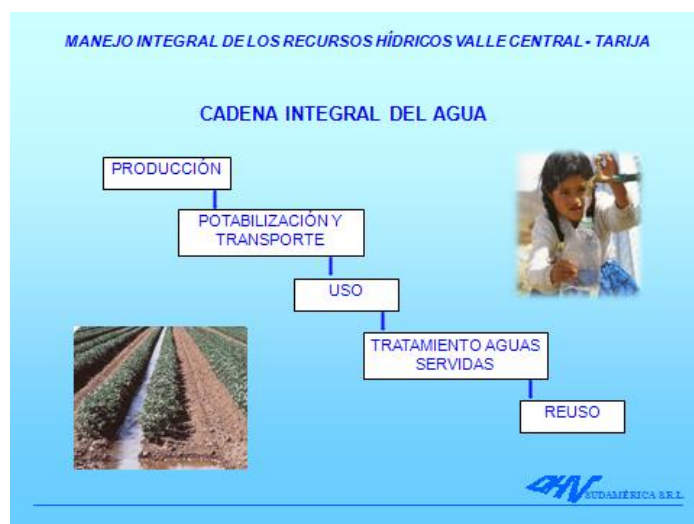 MANEJO INTEGRAL DE LOS RECURSOS HÍDRICOS VALLE CENTRAL - TARIJA
CADENA INTEGRAL DEL AGUA
PRODUCCIÓN
POTABILIZACIÓN Y
TRANSPORTE
USO
TRATAMIENTO AGUAS
SERVIDAS
REUSO
DHV
SUDAMÉRICA S.R.L.